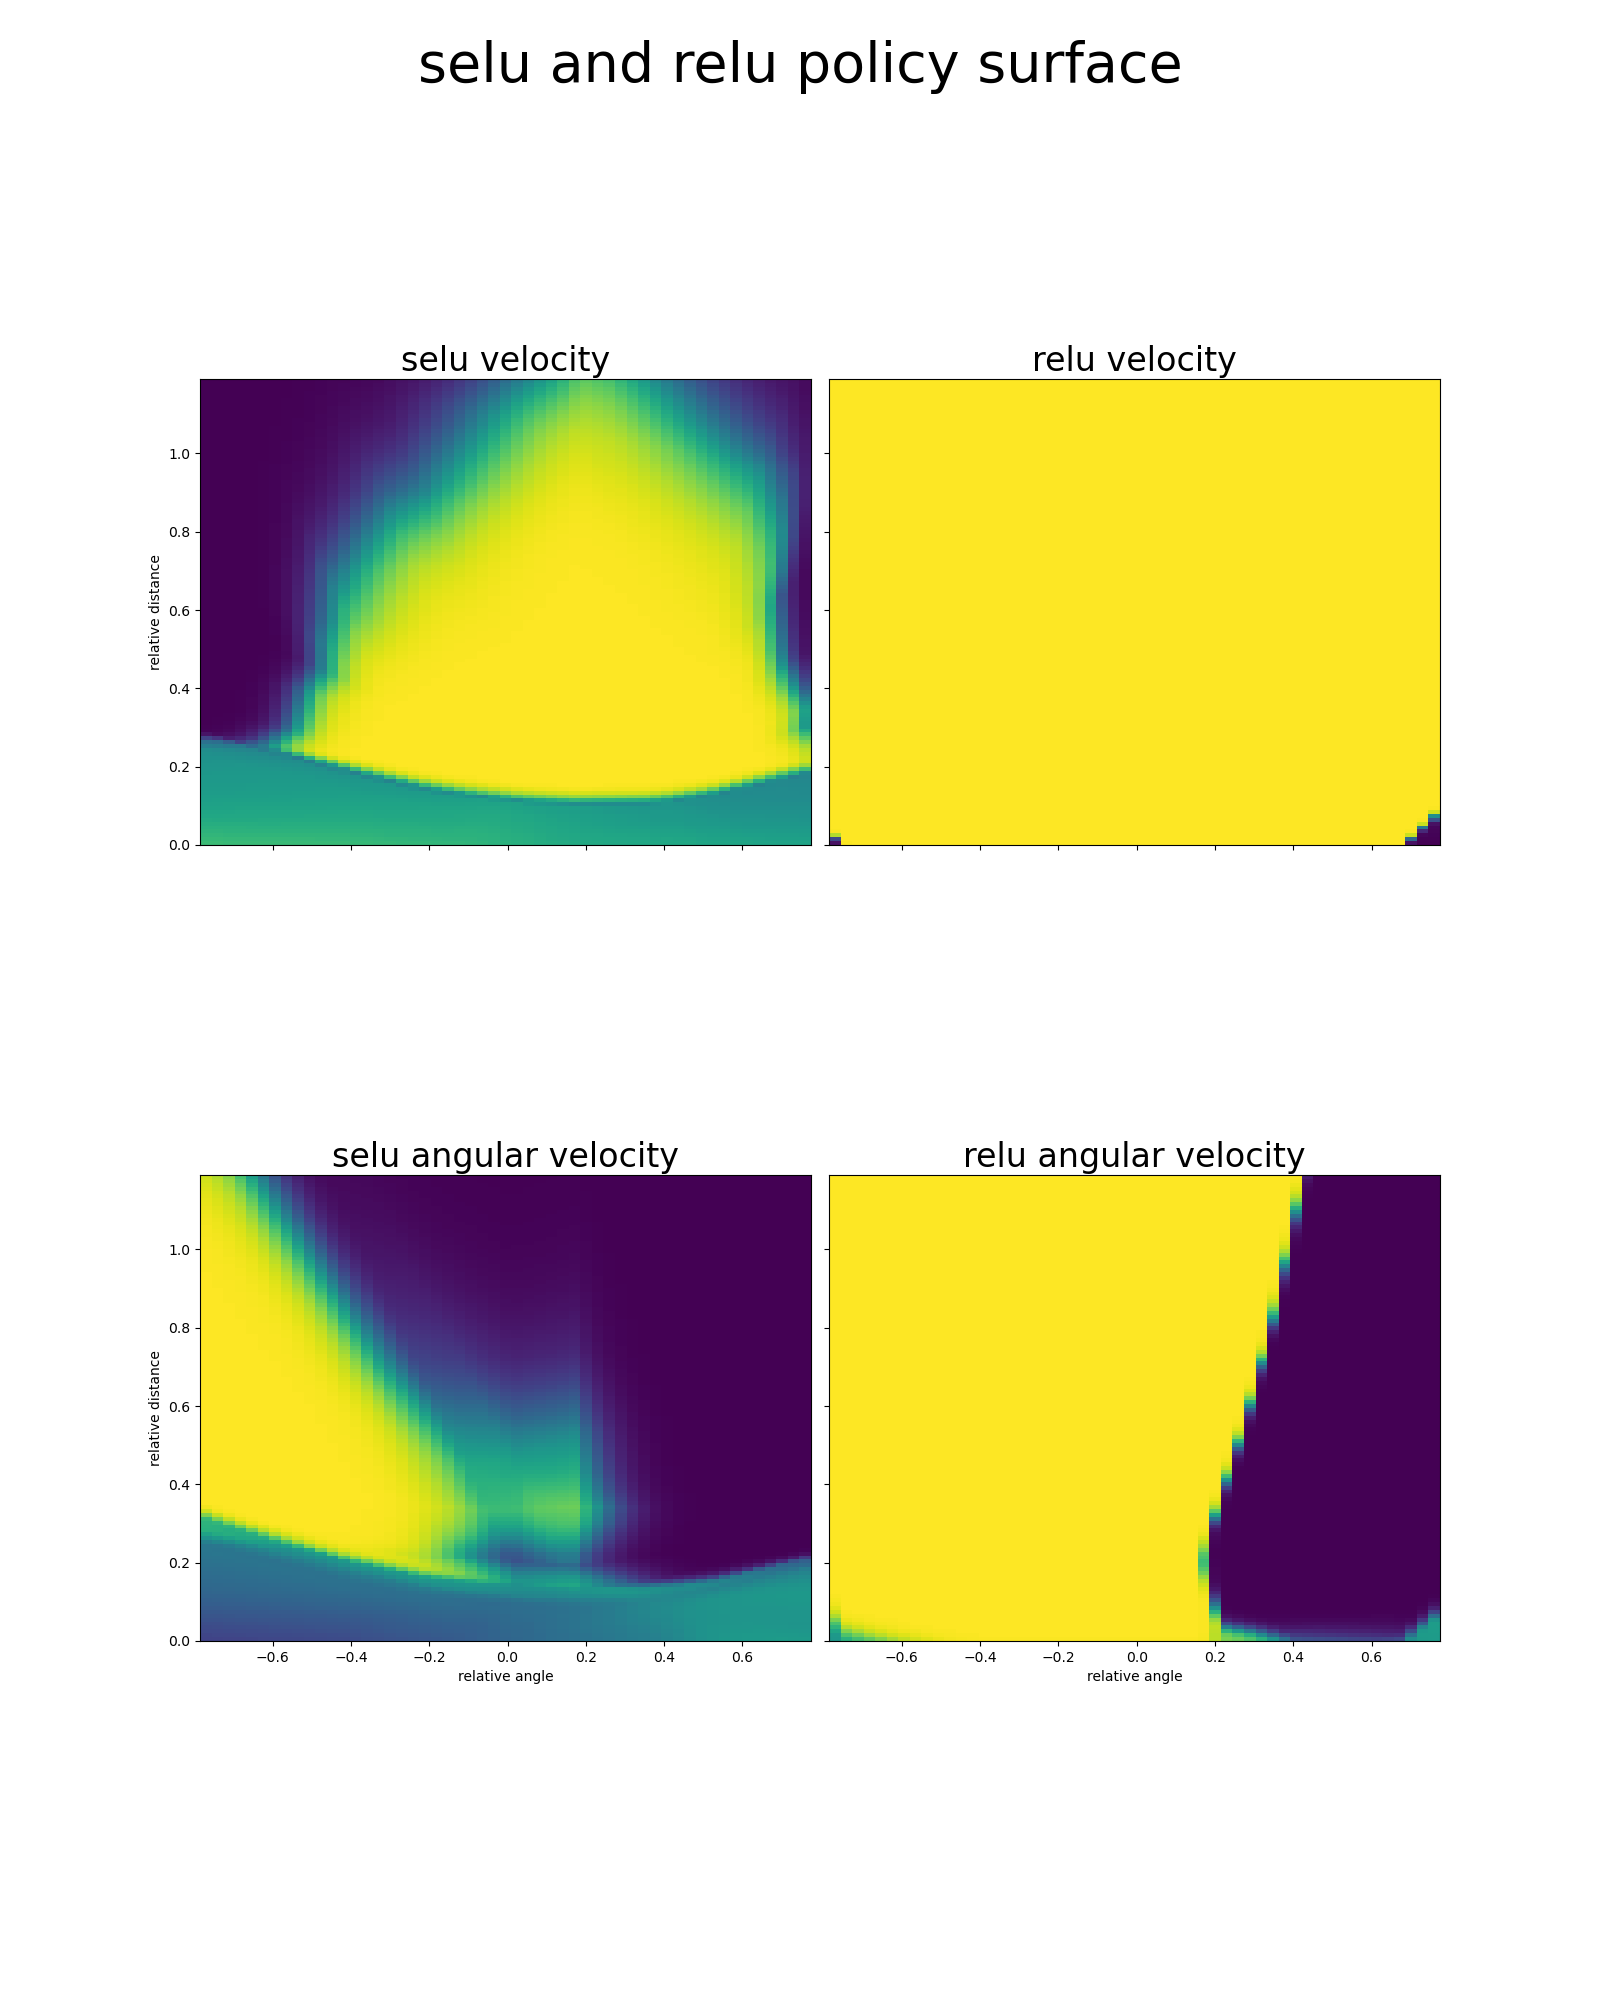 selu and relu policy surface
selu velocity
relu velocity
relative distance
1.0
0.8
0.6
0.4
0.2
0.0
selu angular velocity
relu angular velocity
relative distance
1.0
0.8
0.6
0.4
0.2
0.0
−0.6 −0.4 −0.2 0.0 0.2 0.4 0.6
relative angle
−0.6 −0.4 −0.2 0.0 0.2 0.4 0.6
relative angle